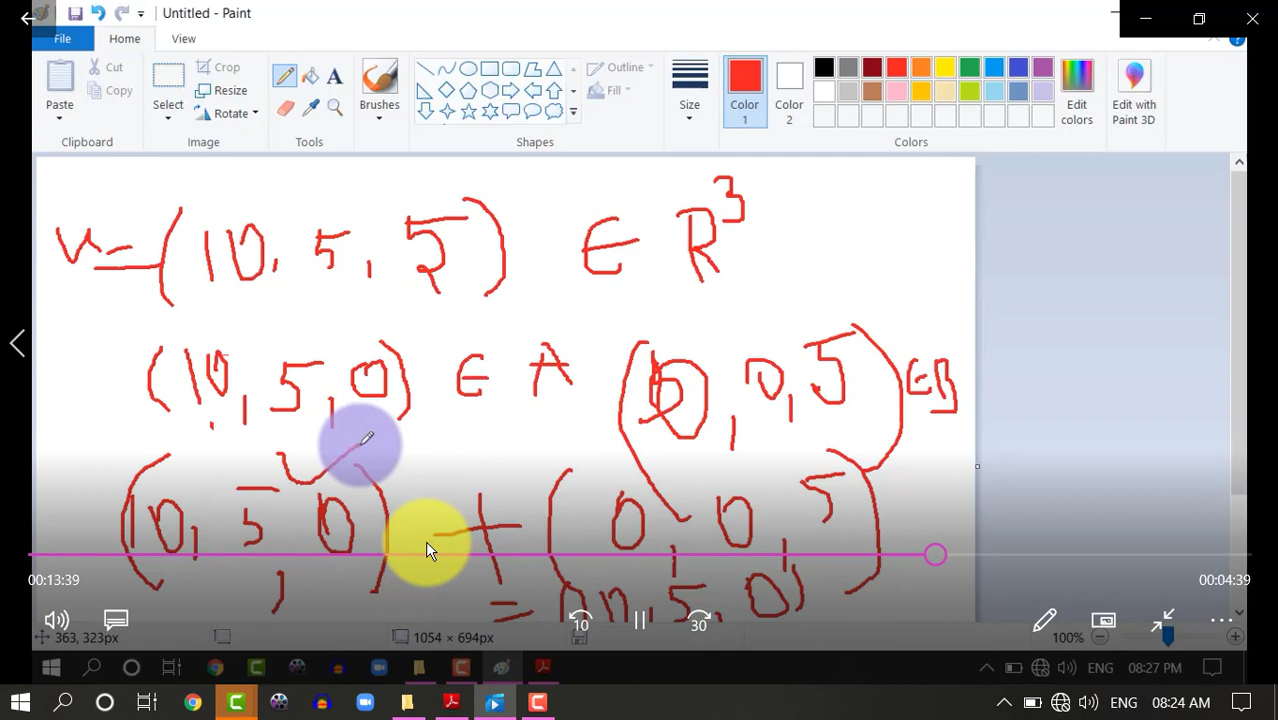 Untitled - Paint
File Home View
Paste
Cut
Copy
Clipboard
Select
Crop
Resize
Rotate
Image
Tools
Brushes
Shapes
Outline
Fill
Size
Color 1
Color 2
Edit colors
Colors
Edit with Paint 3D
= (10, 5, 5) ∈ R³
(10, 5, 0) ∈ A (0, 0, 5) ∈ B
(10, 5, 0) + (0, 0, 5)
00:13:39 00:04:39
10 30
363, 323px 1054 × 694px 100%
ENG 08:27 PM
ENG 08:24 AM